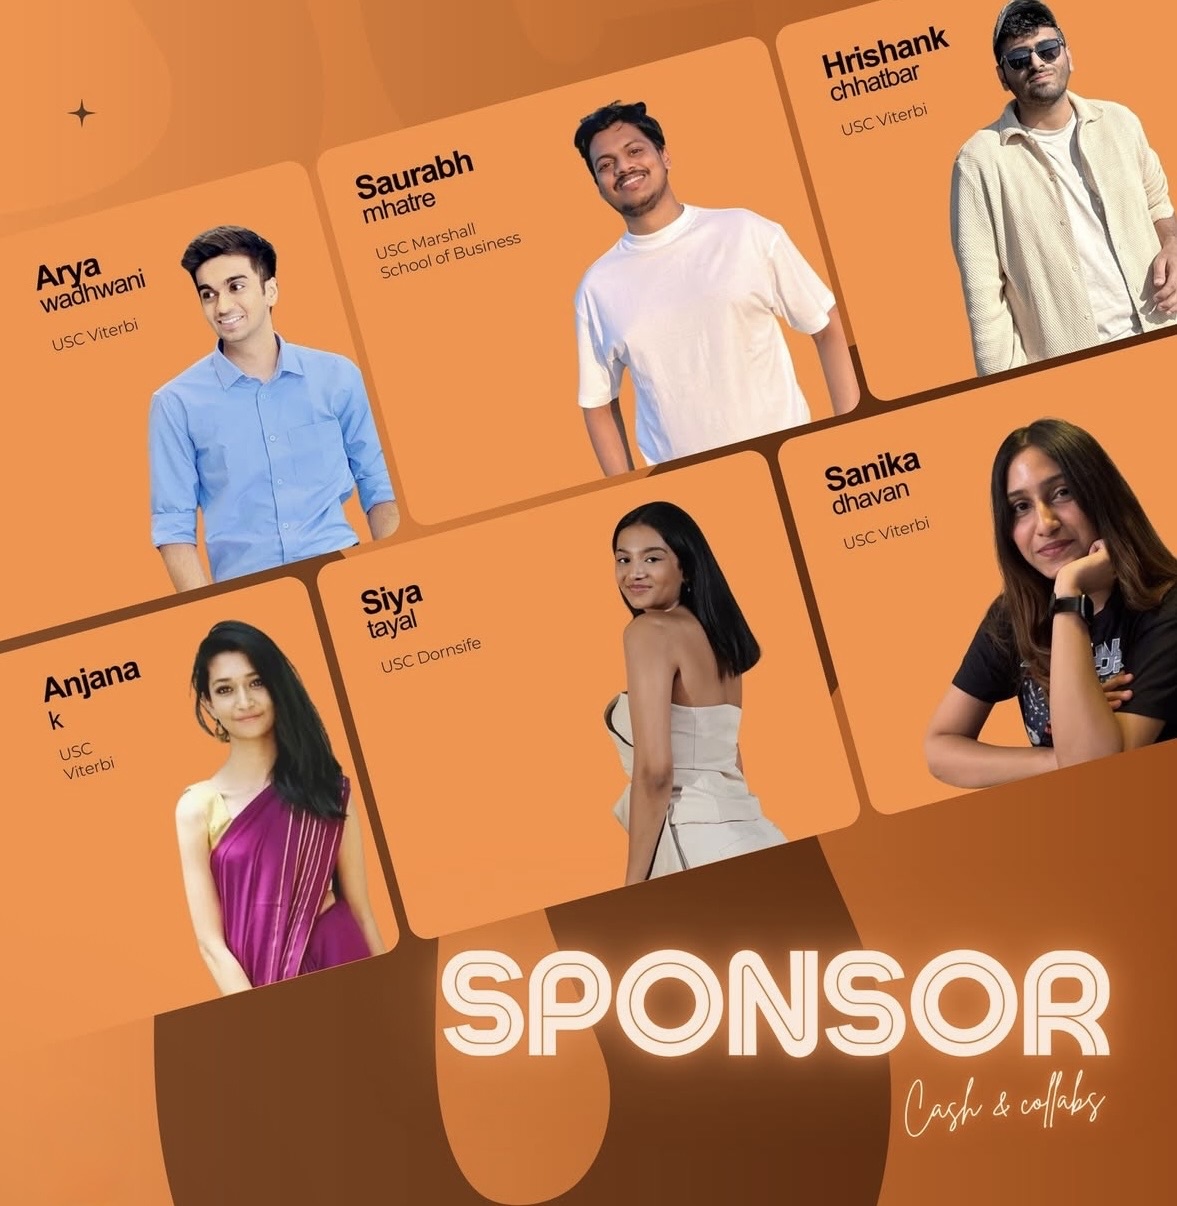 Arya
wadhwani
USC Viterbi
Saurabh
mhatre
USC Marshall
School of Business
Hrishank
chhatbar
USC Viterbi
Anjana
k
USC
Viterbi
Siya
tayal
USC Dornsife
Sanika
dhavan
USC Viterbi
SPONSOR
Cash & collabs